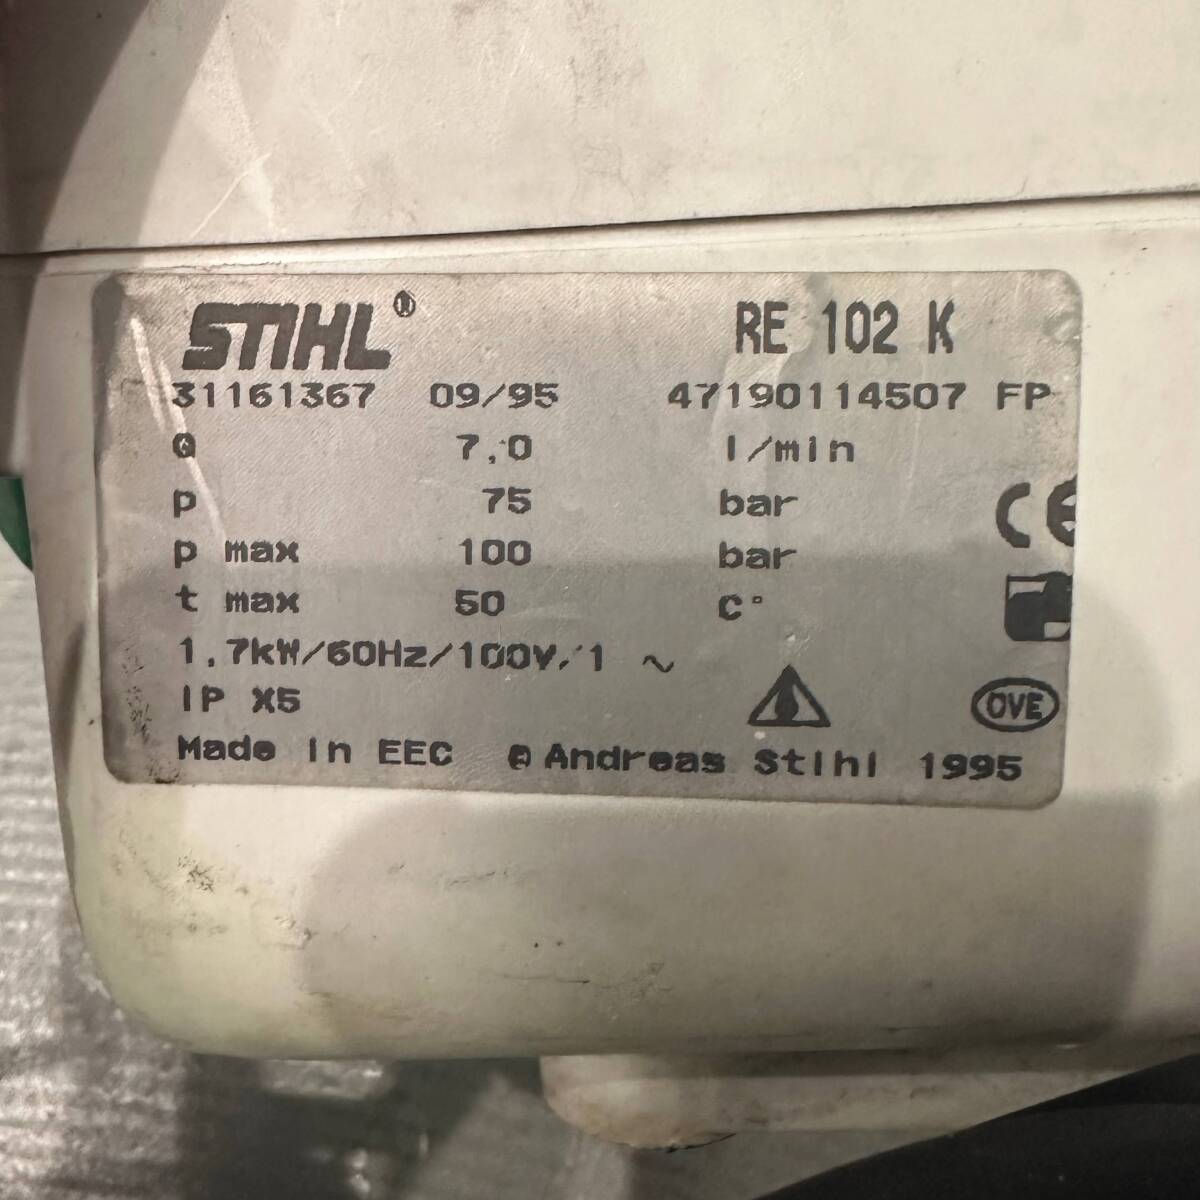 STIHL® RE 102 K
31161367 09/95 47190114507 FP
Q 7,0 l/min
p 75 bar
p max 100 bar
t max 50 C°
1,7kW/60Hz/100V/1 ~
IP X5
Made in EEC © Andreas Stihl 1995
CE
OVE